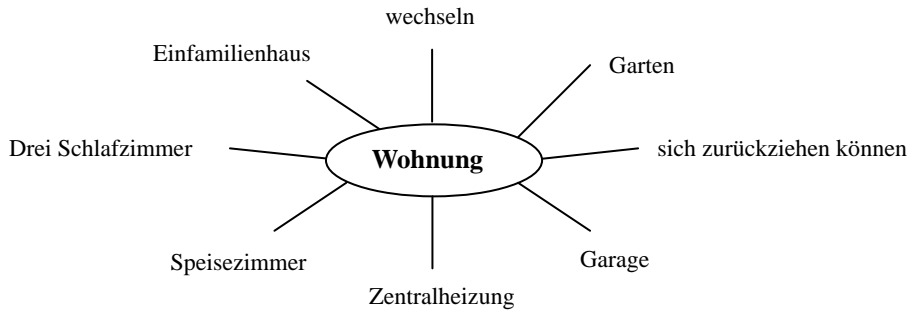 wechseln
Einfamilienhaus
Garten
Drei Schlafzimmer
Wohnung
sich zurückziehen können
Speisezimmer
Garage
Zentralheizung